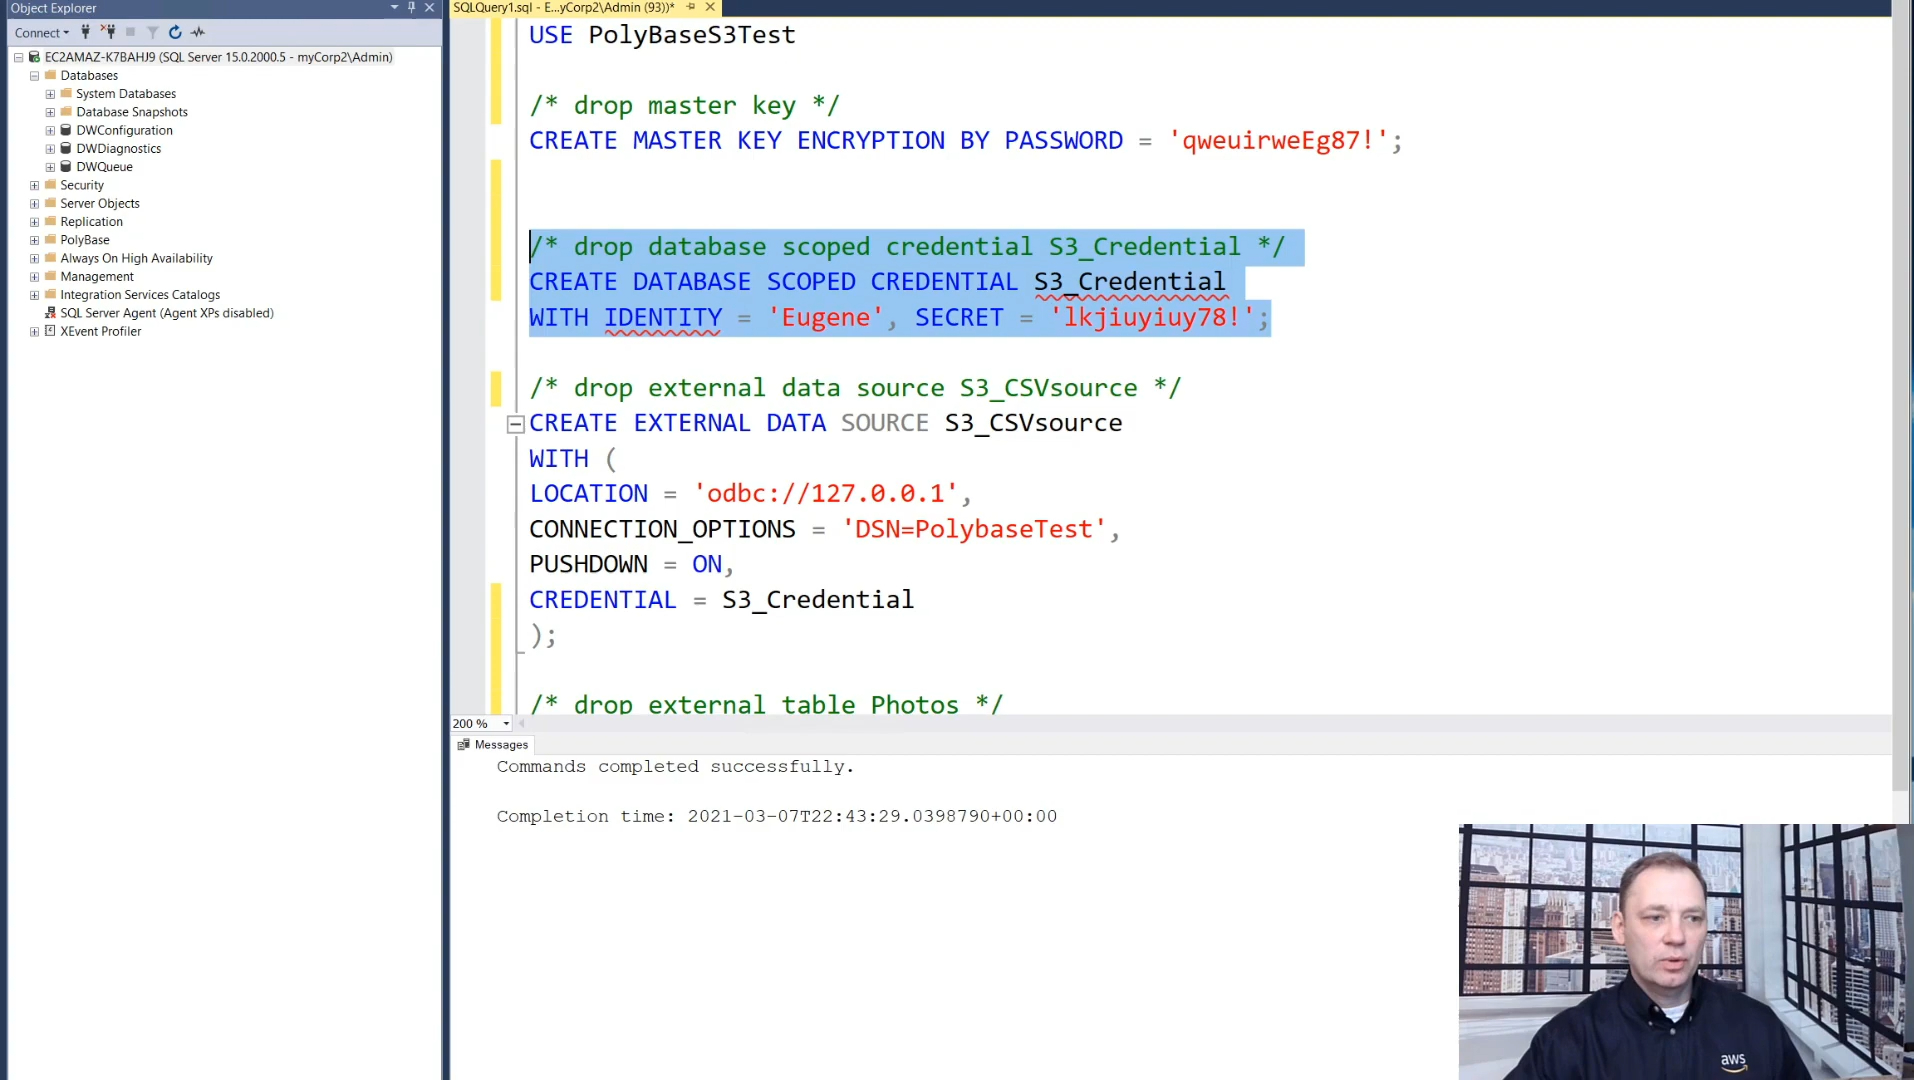 Object Explorer
Connect
EC2AMAZ-K7BAHJ9 (SQL Server 15.0.2000.5 - myCorp2\Admin)
Databases
System Databases
Database Snapshots
DWConfiguration
DWDiagnostics
DWQueue
Security
Server Objects
Replication
PolyBase
Always On High Availability
Management
Integration Services Catalogs
SQL Server Agent (Agent XPs disabled)
XEvent Profiler
SQLQuery1.sql - E...yCorp2\Admin (93))*
USE PolyBaseS3Test
/* drop master key */
CREATE MASTER KEY ENCRYPTION BY PASSWORD = 'qweuirweEg87!';
/* drop database scoped credential S3_Credential */
CREATE DATABASE SCOPED CREDENTIAL S3_Credential
WITH IDENTITY = 'Eugene', SECRET = 'lkjiuyiuy78!';
/* drop external data source S3_CSVsource */
CREATE EXTERNAL DATA SOURCE S3_CSVsource
WITH (
LOCATION = 'odbc://127.0.0.1',
CONNECTION_OPTIONS = 'DSN=PolybaseTest',
PUSHDOWN = ON,
CREDENTIAL = S3_Credential
);
/* drop external table Photos */
200 %
Messages
Commands completed successfully.
Completion time: 2021-03-07T22:43:29.0398790+00:00
aws